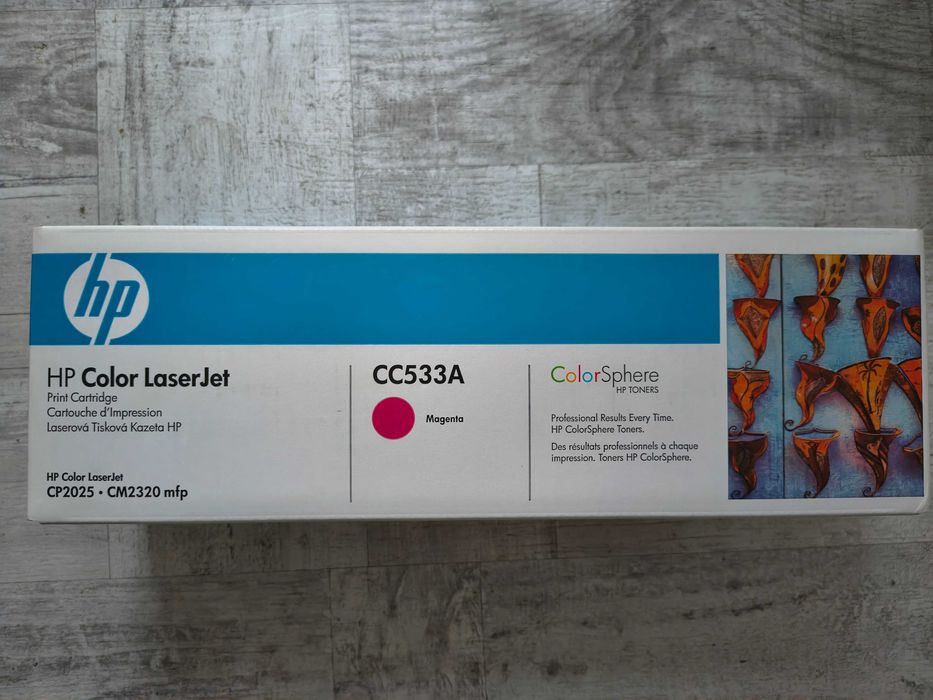 hp
HP Color LaserJet
Print Cartridge
Cartouche d'Impression
Laserová Tisková Kazeta HP
HP Color LaserJet
CP2025 • CM2320 mfp
CC533A
Magenta
ColorSphere
HP TONERS
Professional Results Every Time.
HP ColorSphere Toners.
Des résultats professionnels à chaque
impression. Toners HP ColorSphere.